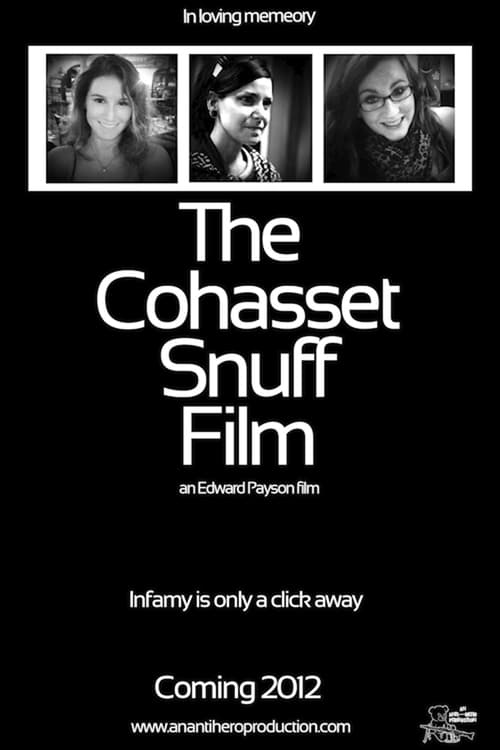 In loving memeory
The
Cohasset
Snuff
Film
an Edward Payson film
Infamy is only a click away
Coming 2012
www.anantiheroproduction.com